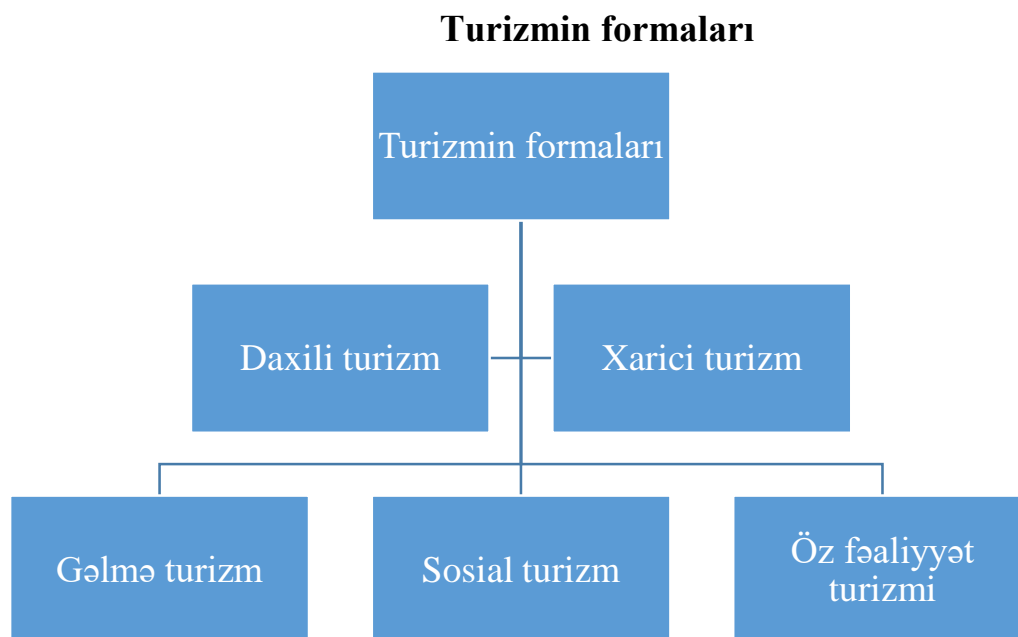 Turizmin formaları
Turizmin formaları
Daxili turizm
Xarici turizm
Gəlmə turizm
Sosial turizm
Öz fəaliyyət
turizmi